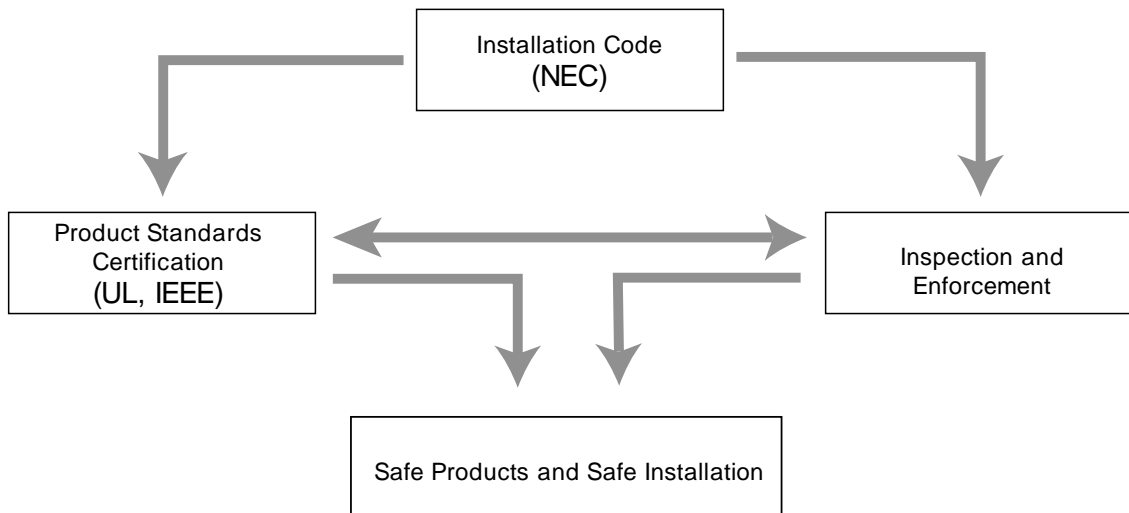 Installation Code
(NEC)
Product Standards
Certification
(UL, IEEE)
Inspection and
Enforcement
Safe Products and Safe Installation